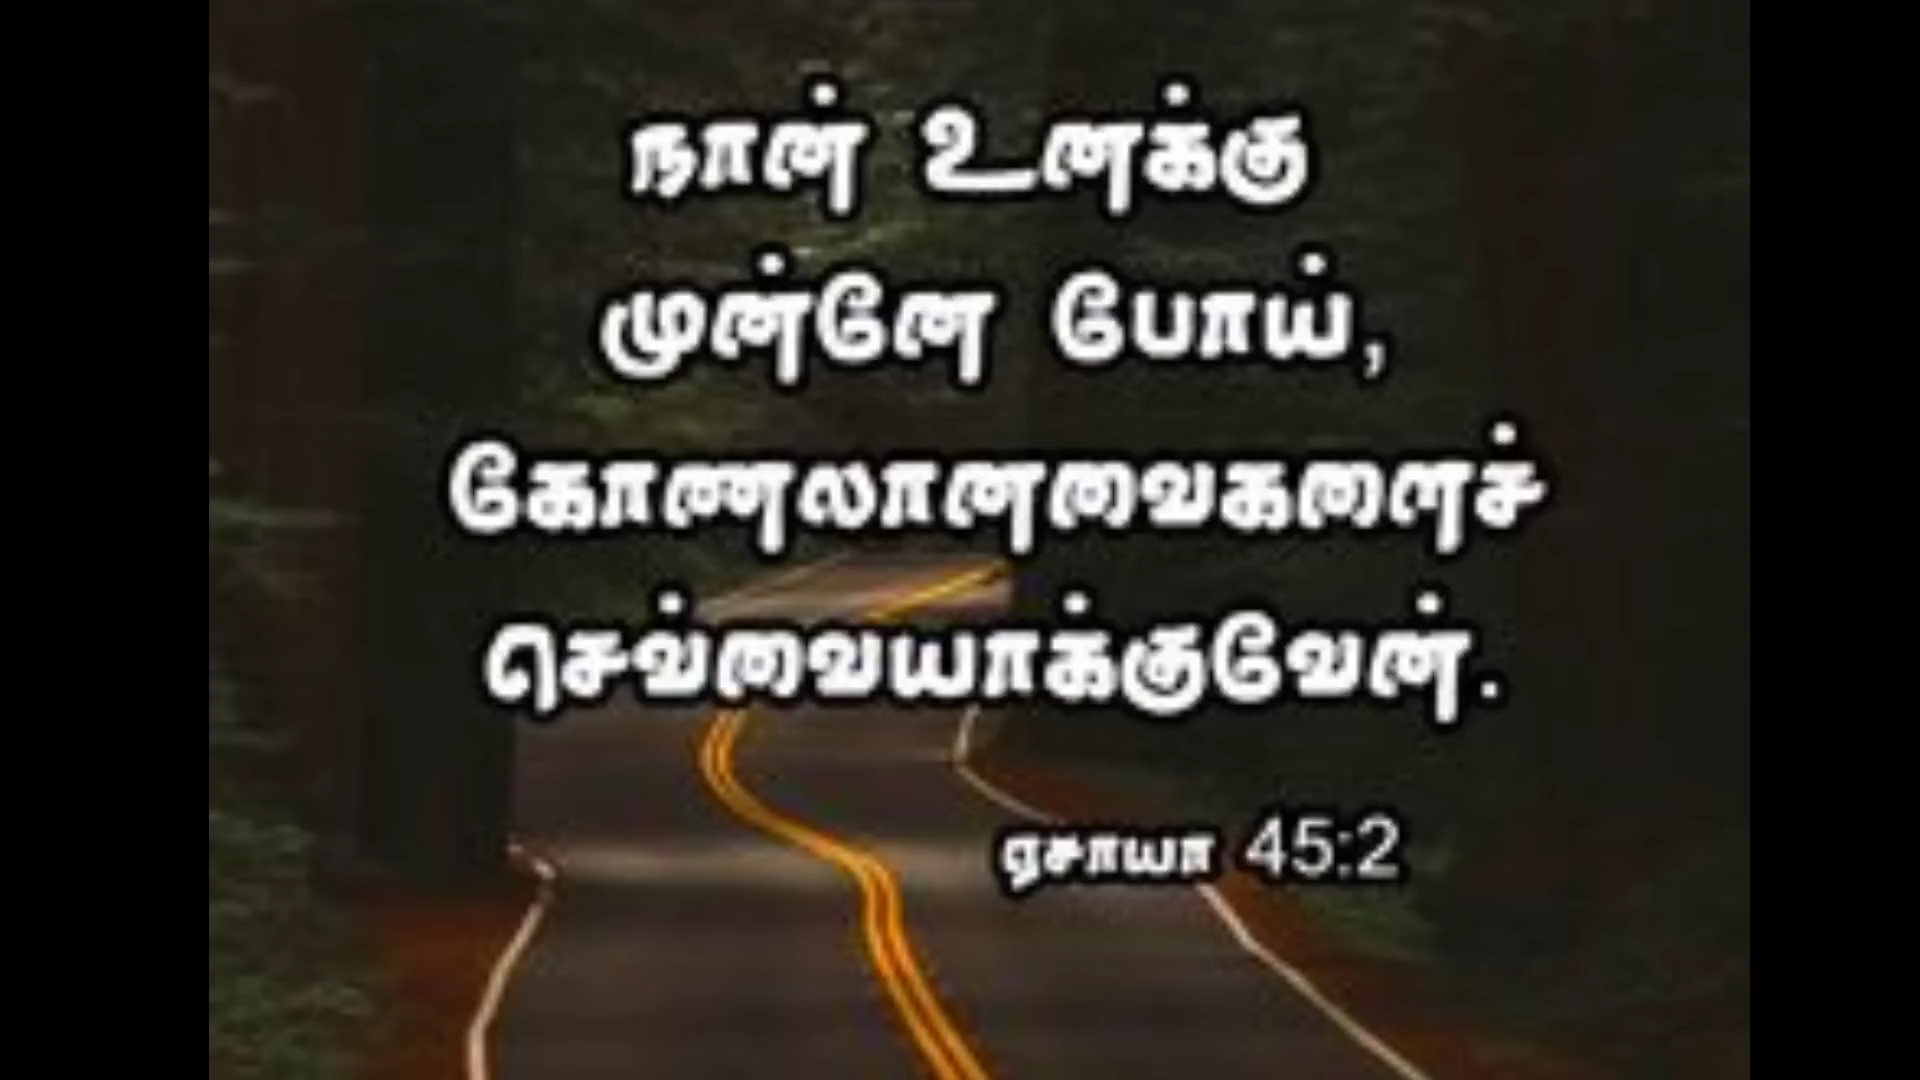 நான் உனக்கு
முன்னே போய்,
கோணலானவைகளைச்
செவ்வையாக்குவேன்.
ஏசாயா 45:2